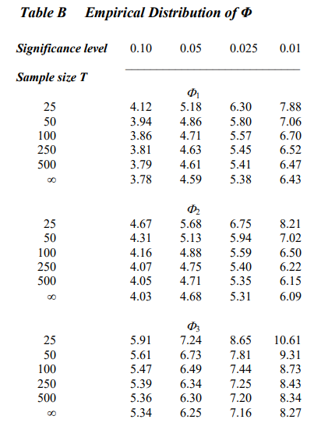 Table B Empirical Distribution of Φ
Significance level 0.10 0.05 0.025 0.01
Sample size T
Φ1
25 4.12 5.18 6.30 7.88
50 3.94 4.86 5.80 7.06
100 3.86 4.71 5.57 6.70
250 3.81 4.63 5.45 6.52
500 3.79 4.61 5.41 6.47
∞ 3.78 4.59 5.38 6.43
Φ2
25 4.67 5.68 6.75 8.21
50 4.31 5.13 5.94 7.02
100 4.16 4.88 5.59 6.50
250 4.07 4.75 5.40 6.22
500 4.05 4.71 5.35 6.15
∞ 4.03 4.68 5.31 6.09
Φ3
25 5.91 7.24 8.65 10.61
50 5.61 6.73 7.81 9.31
100 5.47 6.49 7.44 8.73
250 5.39 6.34 7.25 8.43
500 5.36 6.30 7.20 8.34
∞ 5.34 6.25 7.16 8.27